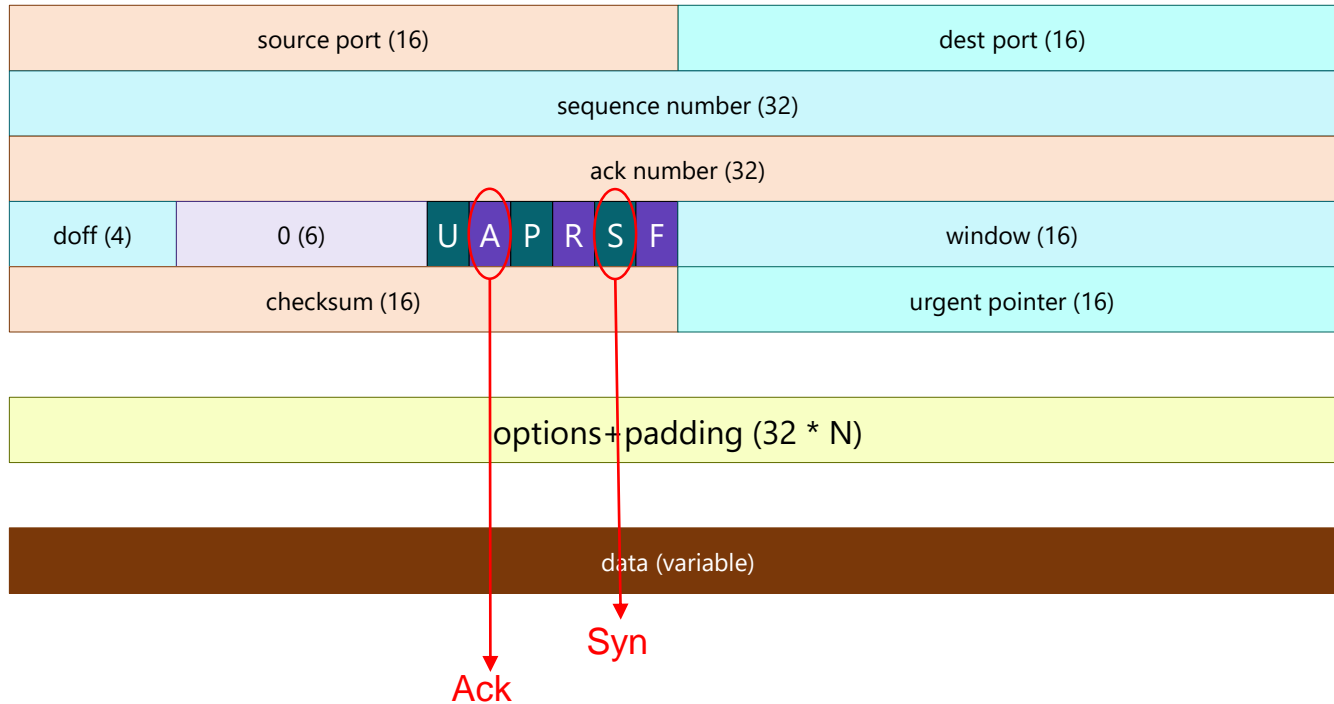 source port (16) dest port (16)
sequence number (32)
ack number (32)
doff (4) 0 (6) U A P R S F window (16)
checksum (16) urgent pointer (16)
options+padding (32 * N)
data (variable)
Syn
Ack